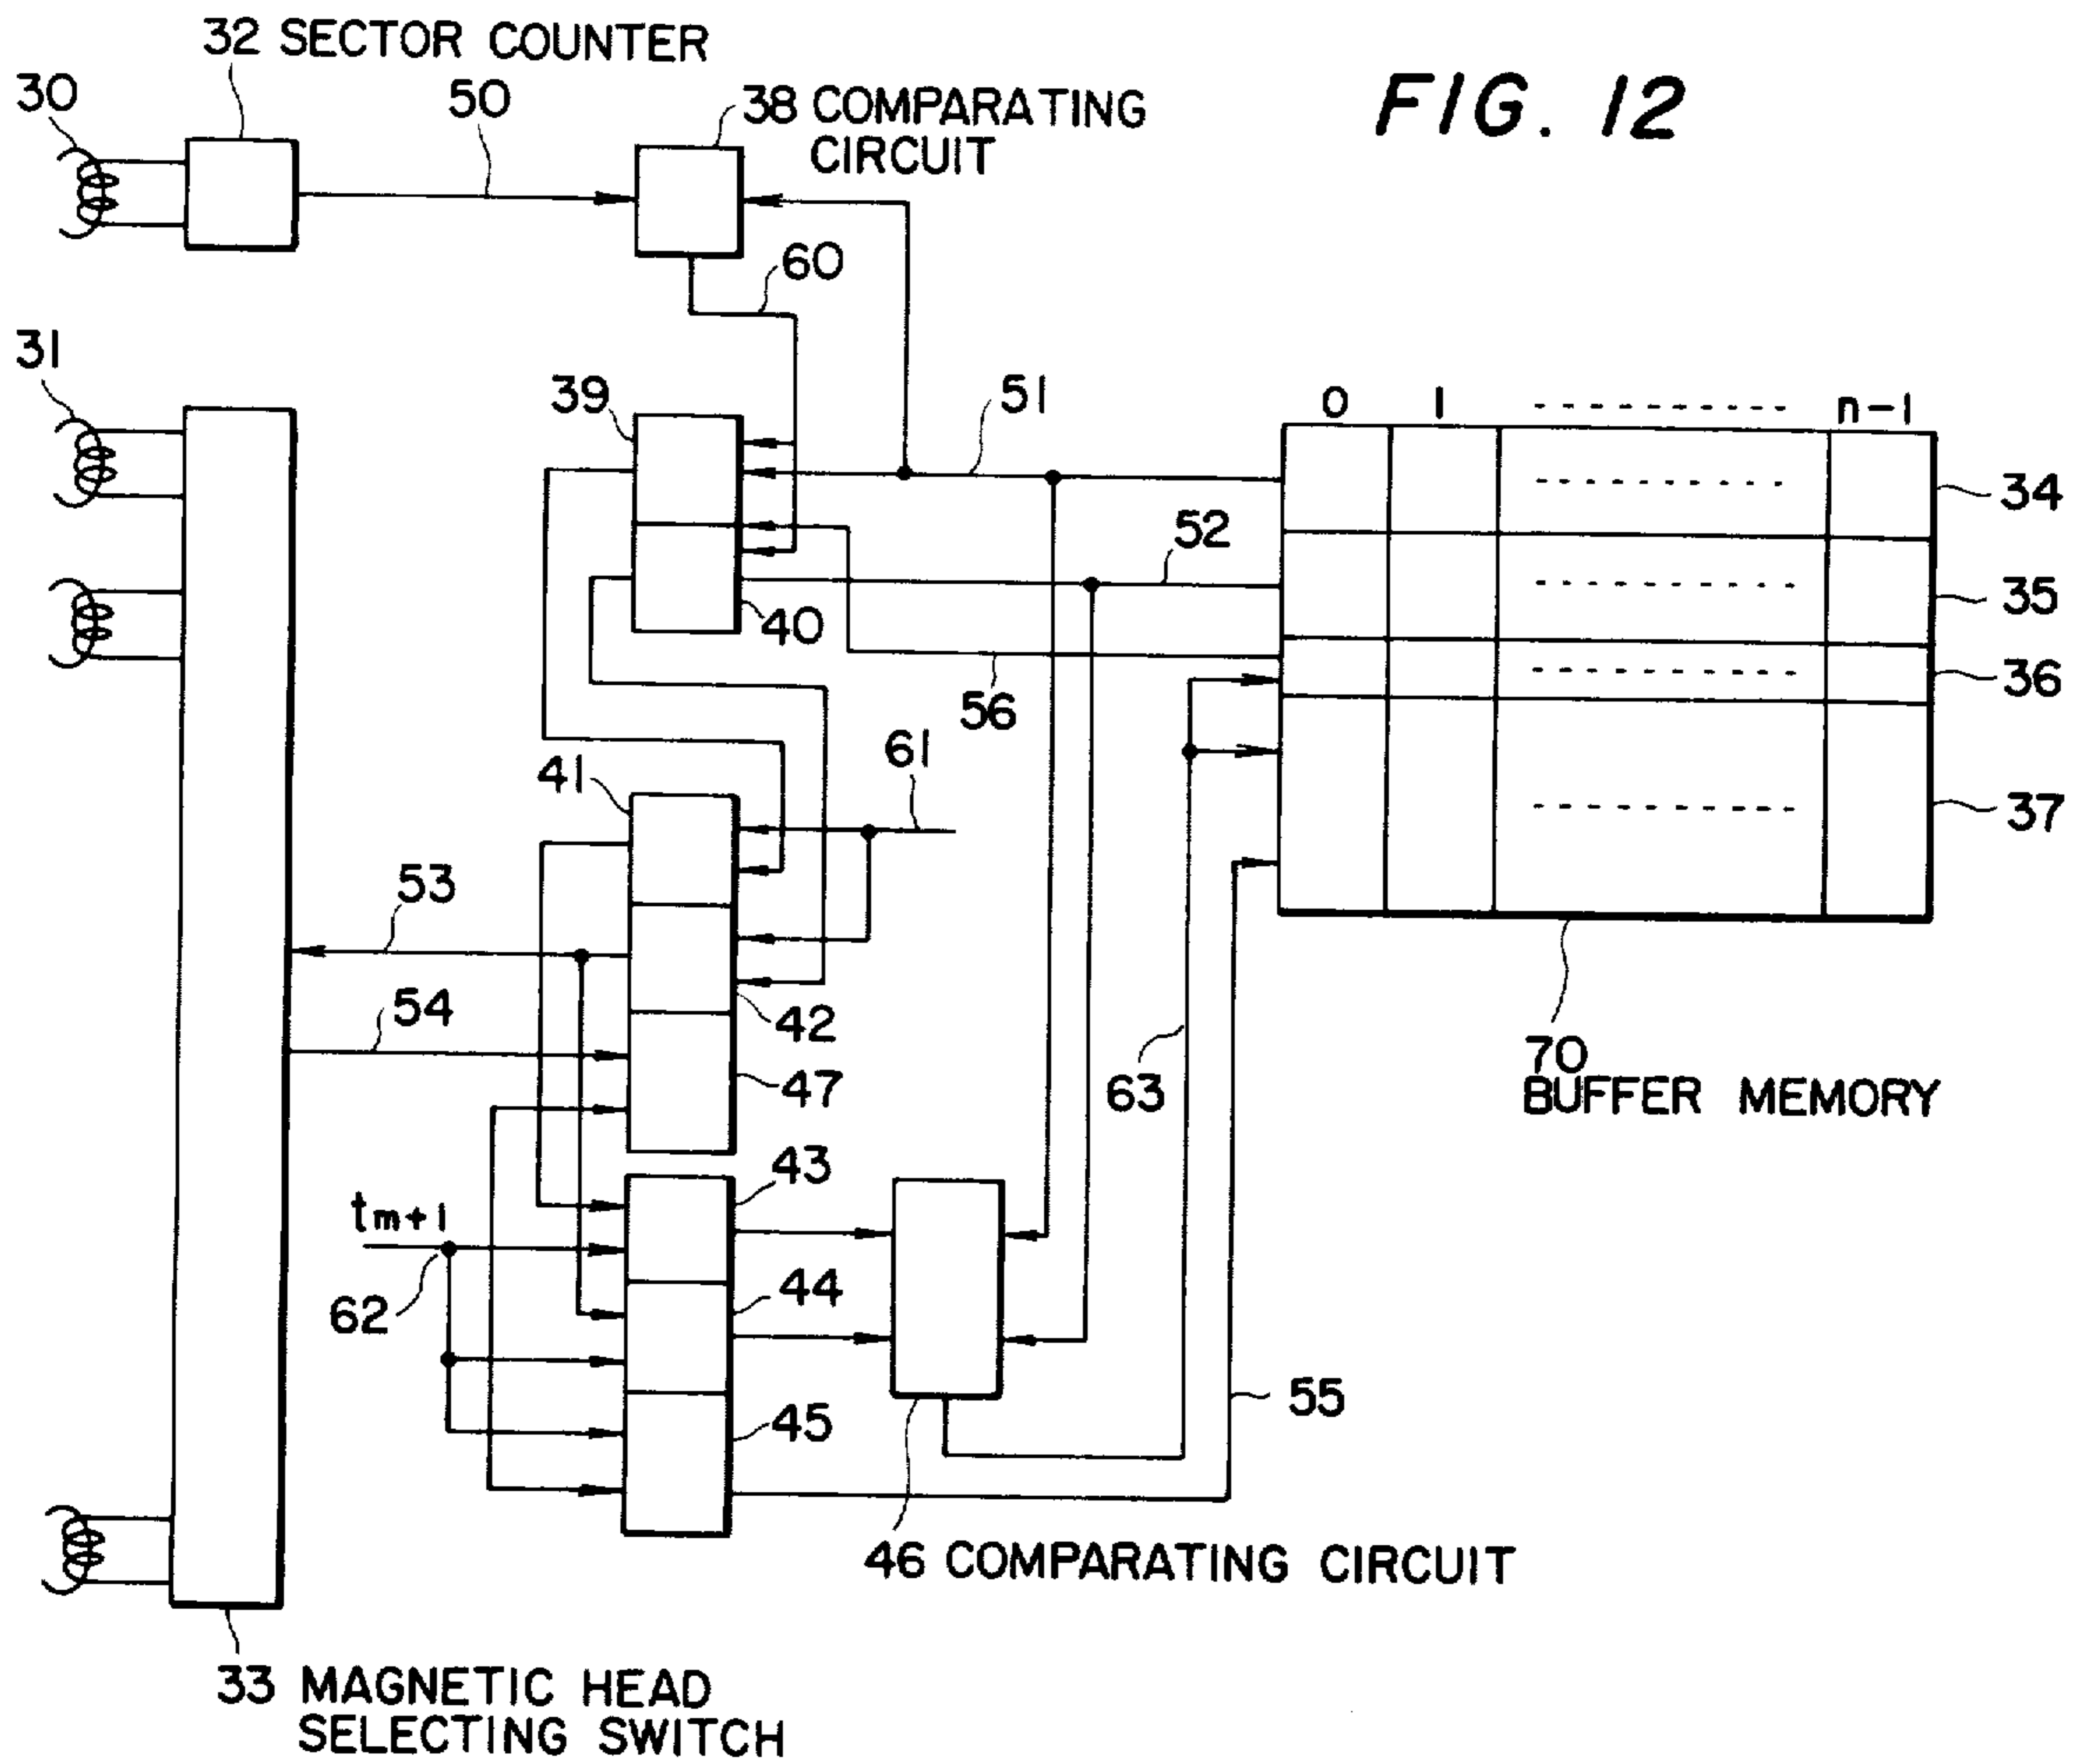 32 SECTOR COUNTER
30
50
38 COMPARATING
CIRCUIT
FIG. 12
60
31
39
51
0 1 ---------- n-1
34
52
35
40
36
56
61
41
37
53
54
42
70
BUFFER MEMORY
47
63
43
tm+1
44
62
55
45
46 COMPARATING CIRCUIT
33 MAGNETIC HEAD
SELECTING SWITCH